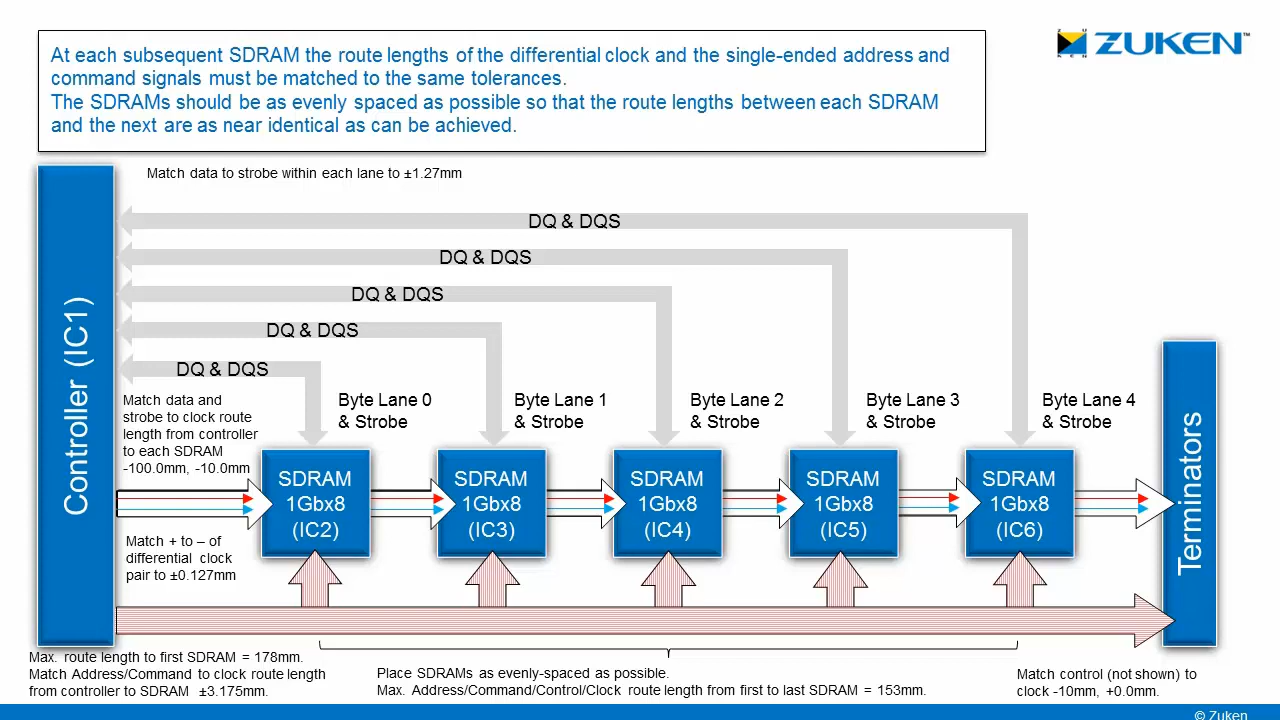 At each subsequent SDRAM the route lengths of the differential clock and the single-ended address and
command signals must be matched to the same tolerances.
The SDRAMs should be as evenly spaced as possible so that the route lengths between each SDRAM
and the next are as near identical as can be achieved.
ZUKEN™
Match data to strobe within each lane to ±1.27mm
DQ & DQS
DQ & DQS
DQ & DQS
DQ & DQS
DQ & DQS
Controller (IC1)
Match data and
strobe to clock route
length from controller
to each SDRAM
-100.0mm, -10.0mm
Byte Lane 0
& Strobe
Byte Lane 1
& Strobe
Byte Lane 2
& Strobe
Byte Lane 3
& Strobe
Byte Lane 4
& Strobe
SDRAM
1Gbx8
(IC2)
SDRAM
1Gbx8
(IC3)
SDRAM
1Gbx8
(IC4)
SDRAM
1Gbx8
(IC5)
SDRAM
1Gbx8
(IC6)
Terminators
Match + to – of
differential clock
pair to ±0.127mm
Max. route length to first SDRAM = 178mm.
Match Address/Command to clock route length
from controller to SDRAM ±3.175mm.
Place SDRAMs as evenly-spaced as possible.
Max. Address/Command/Control/Clock route length from first to last SDRAM = 153mm.
Match control (not shown) to
clock -10mm, +0.0mm.
© Zuken